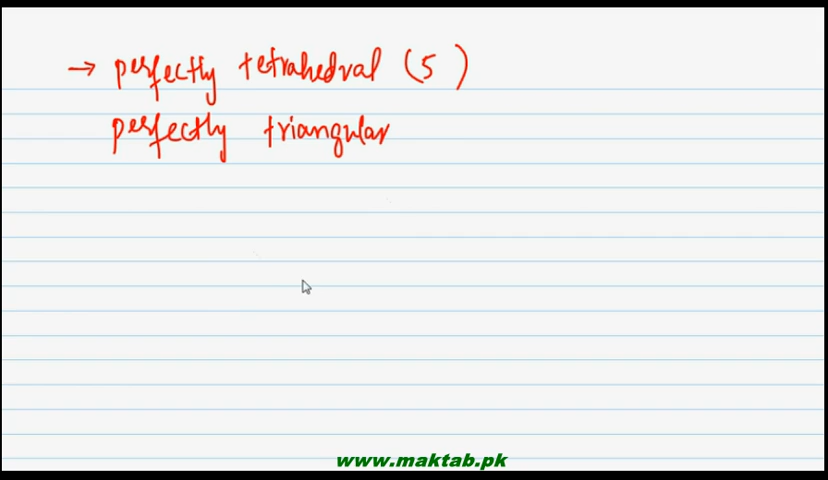 → perfectly tetrahedral (5)
perfectly triangular
www.maktab.pk